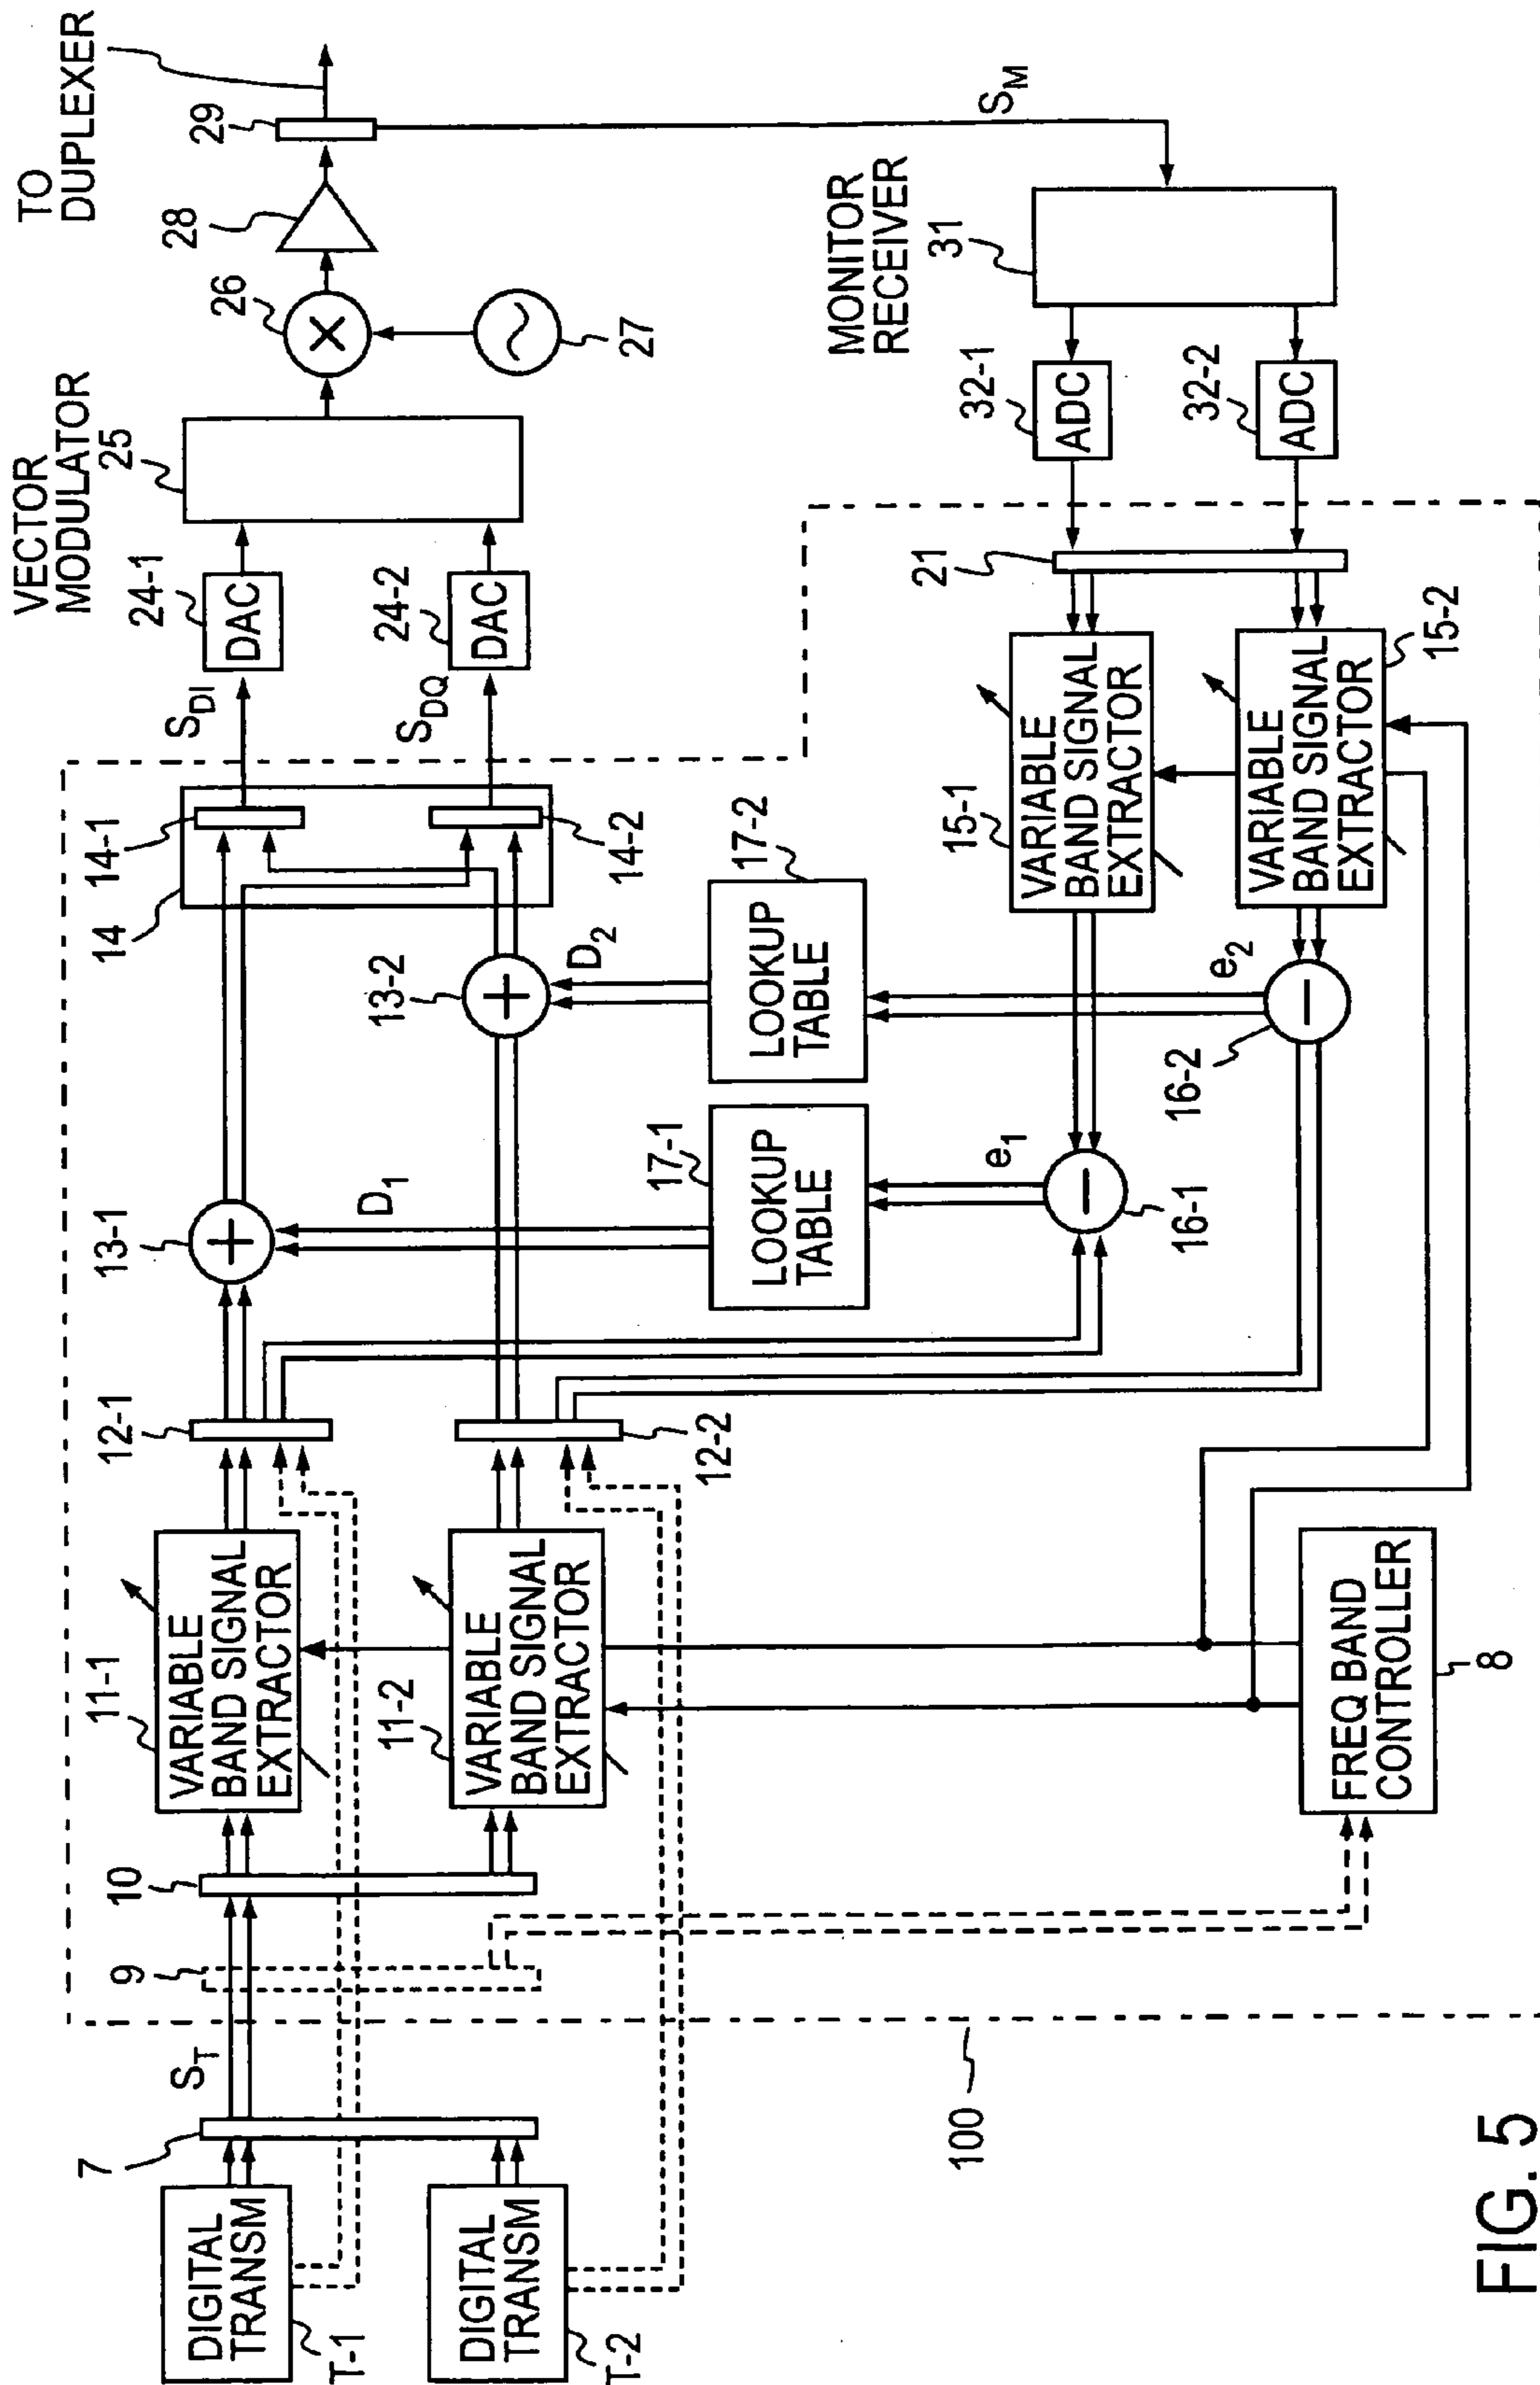 TO
DUPLEXER
29
28
26
27
VECTOR
MODULATOR
25
24-1
DAC
24-2
DAC
S_DI
S_DQ
S_M
MONITOR
RECEIVER
31
32-1
ADC
32-2
ADC
21
14
14-1
14-2
13-1
13-2
D1
D2
17-1
LOOKUP
TABLE
17-2
LOOKUP
TABLE
15-1
VARIABLE
BAND SIGNAL
EXTRACTOR
15-2
VARIABLE
BAND SIGNAL
EXTRACTOR
e1
16-1
e2
16-2
12-1
12-2
11-1
VARIABLE
BAND SIGNAL
EXTRACTOR
11-2
VARIABLE
BAND SIGNAL
EXTRACTOR
FREQ BAND
CONTROLLER
8
10
9
S_T
7
100
DIGITAL
TRANSM
T-1
DIGITAL
TRANSM
T-2
FIG. 5